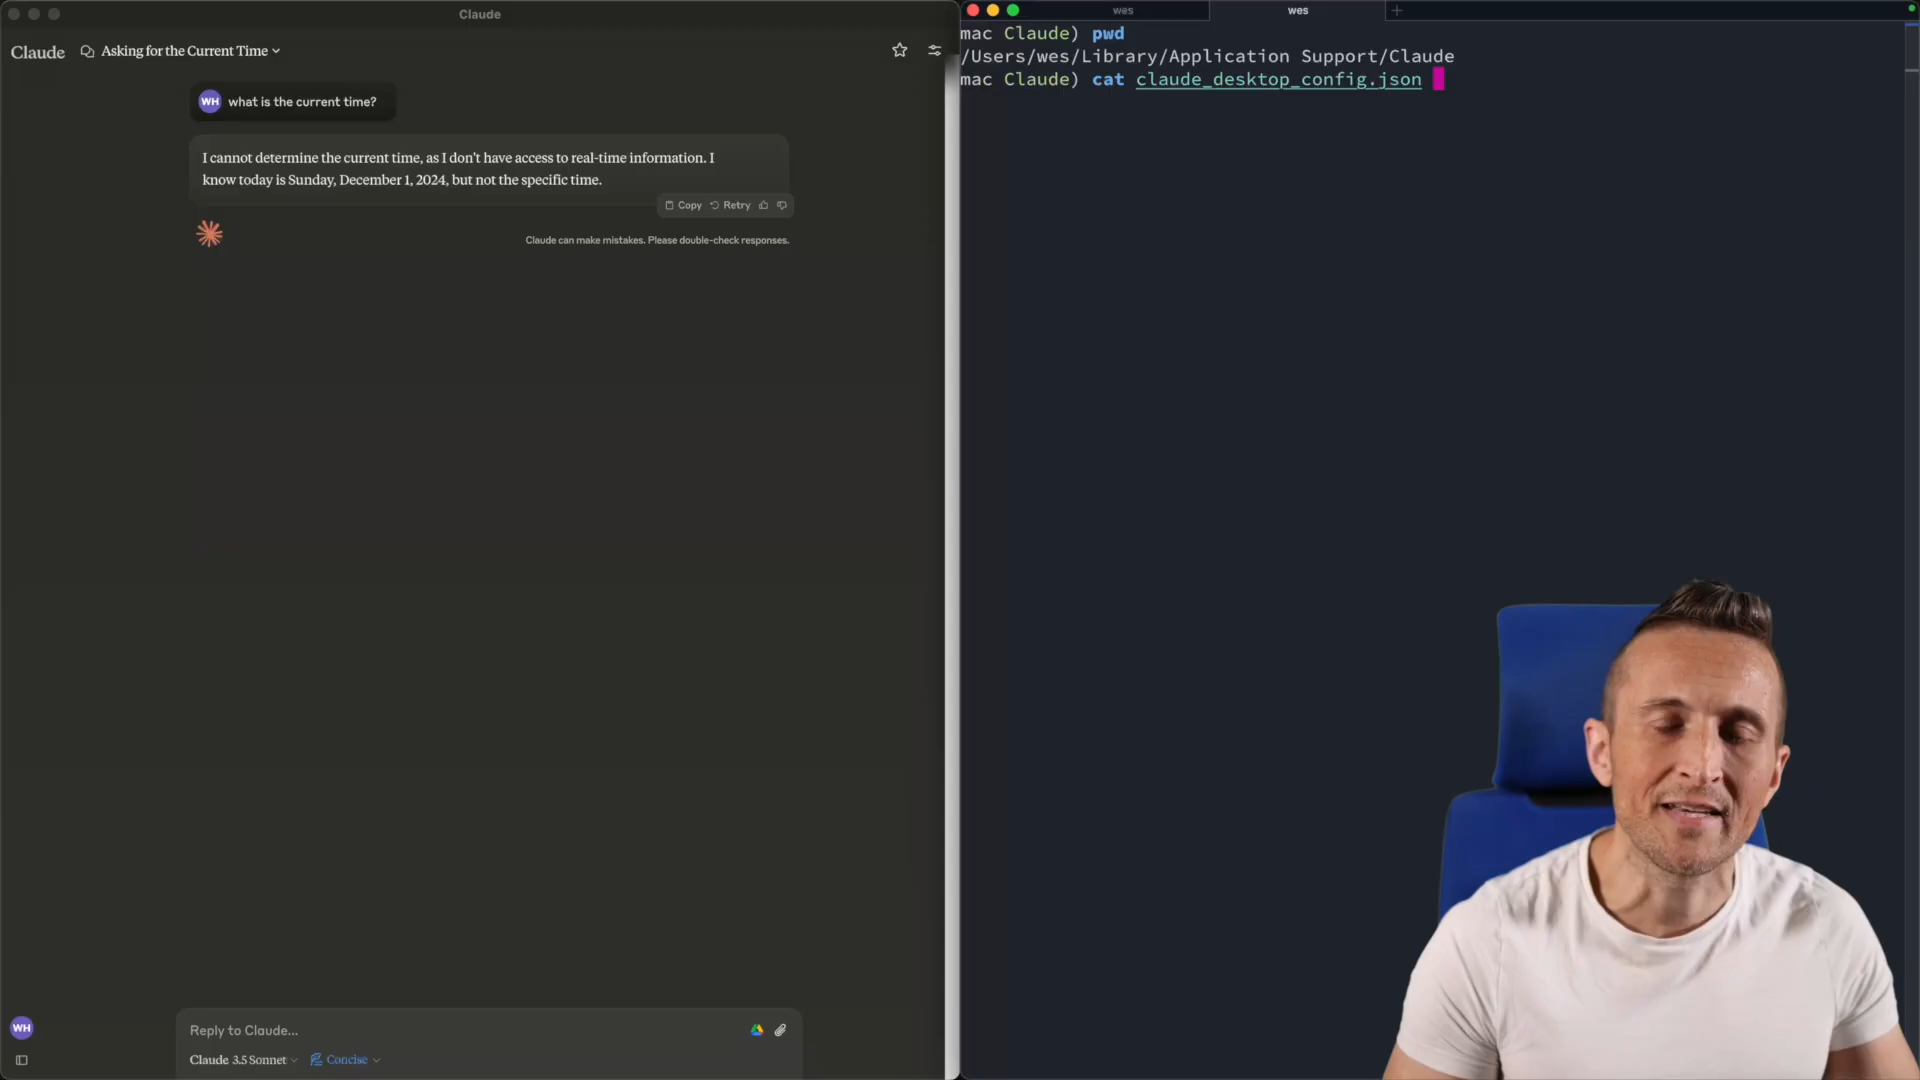 Claude
Claude
Asking for the Current Time
WH what is the current time?
I cannot determine the current time, as I don't have access to real-time information. I
know today is Sunday, December 1, 2024, but not the specific time.
Copy Retry
Claude can make mistakes. Please double-check responses.
WH
Reply to Claude...
Claude 3.5 Sonnet Concise
wes wes
mac Claude) pwd
/Users/wes/Library/Application Support/Claude
mac Claude) cat claude_desktop_config.json